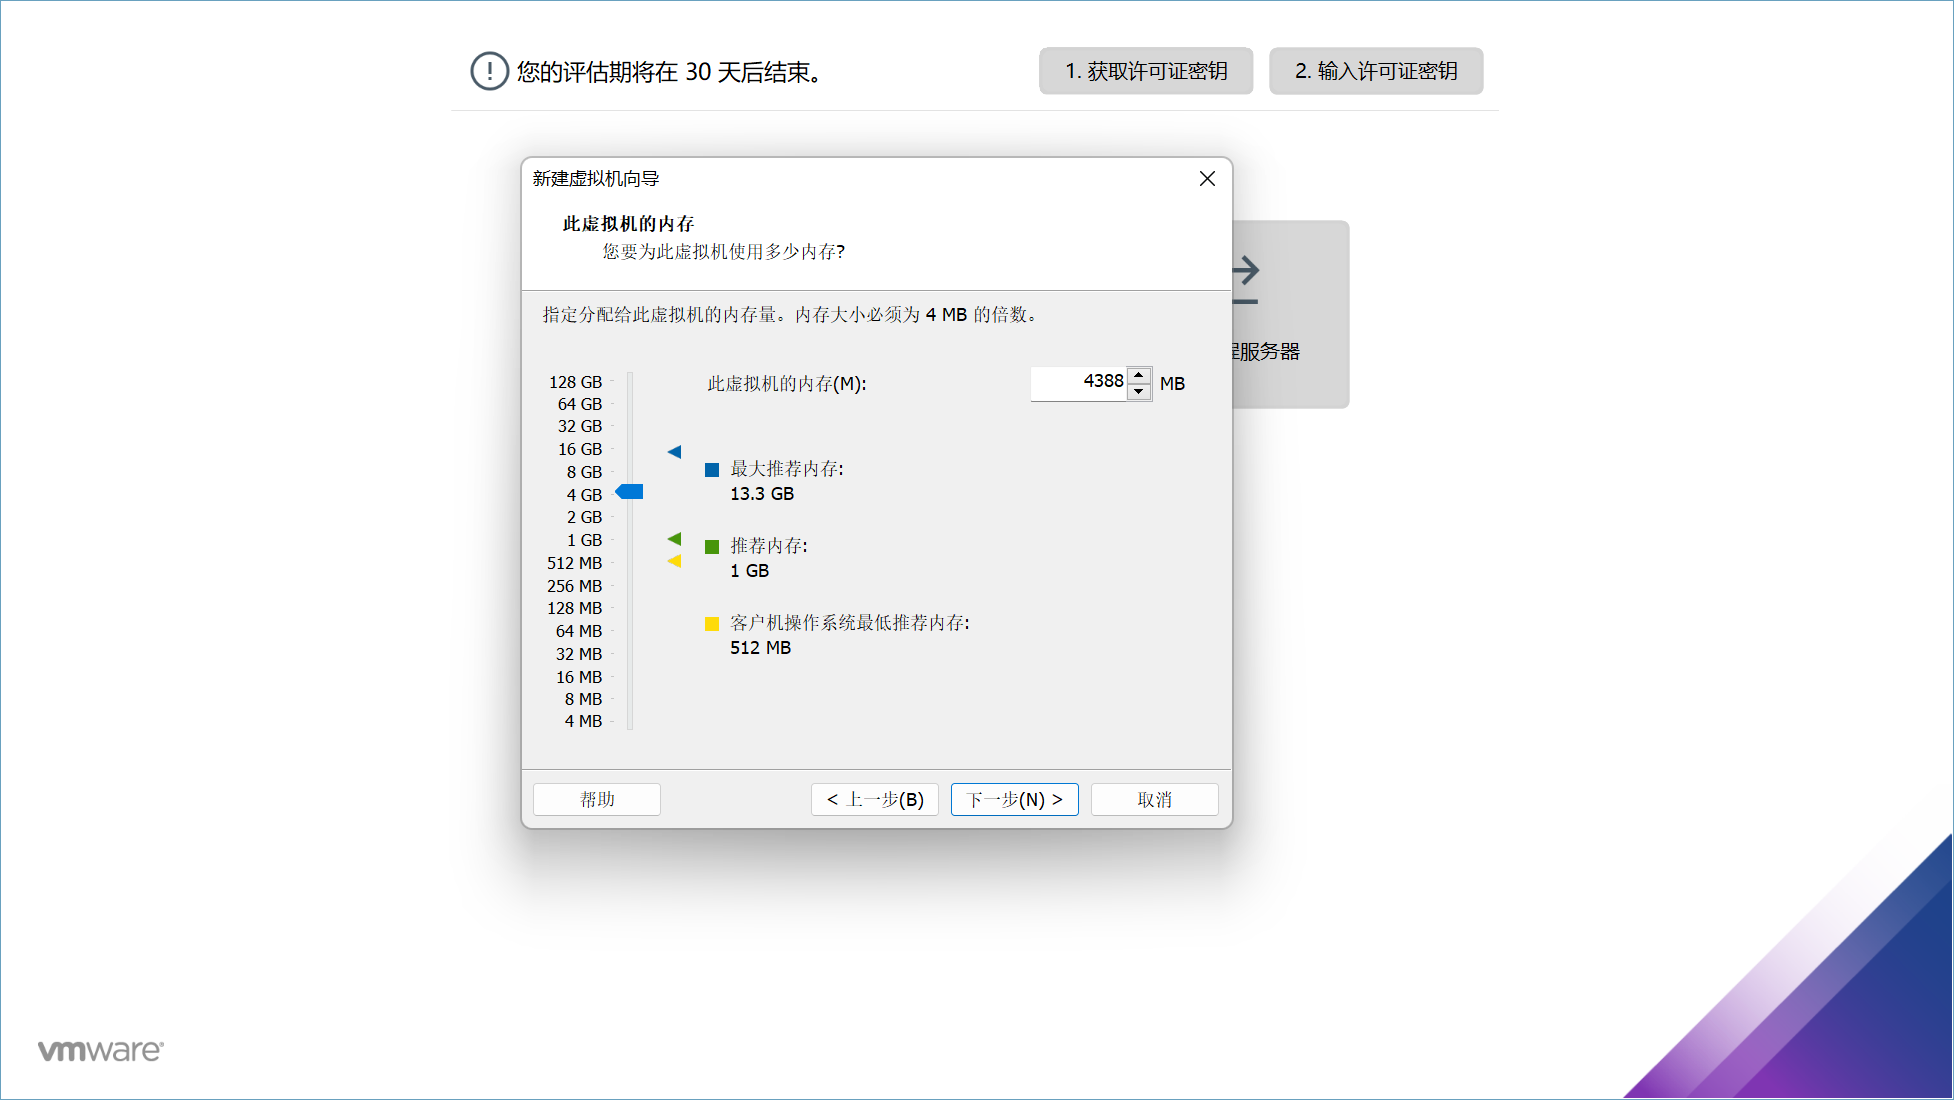 您的评估期将在 30 天后结束。
1. 获取许可证密钥
2. 输入许可证密钥
新建虚拟机向导
此虚拟机的内存
您要为此虚拟机使用多少内存?
程服务器
指定分配给此虚拟机的内存量。内存大小必须为 4 MB 的倍数。
128 GB
64 GB
32 GB
16 GB
8 GB
4 GB
2 GB
1 GB
512 MB
256 MB
128 MB
64 MB
32 MB
16 MB
8 MB
4 MB
此虚拟机的内存(M):
4388
MB
最大推荐内存:
13.3 GB
推荐内存:
1 GB
客户机操作系统最低推荐内存:
512 MB
帮助
< 上一步(B)
下一步(N) >
取消
vmware®